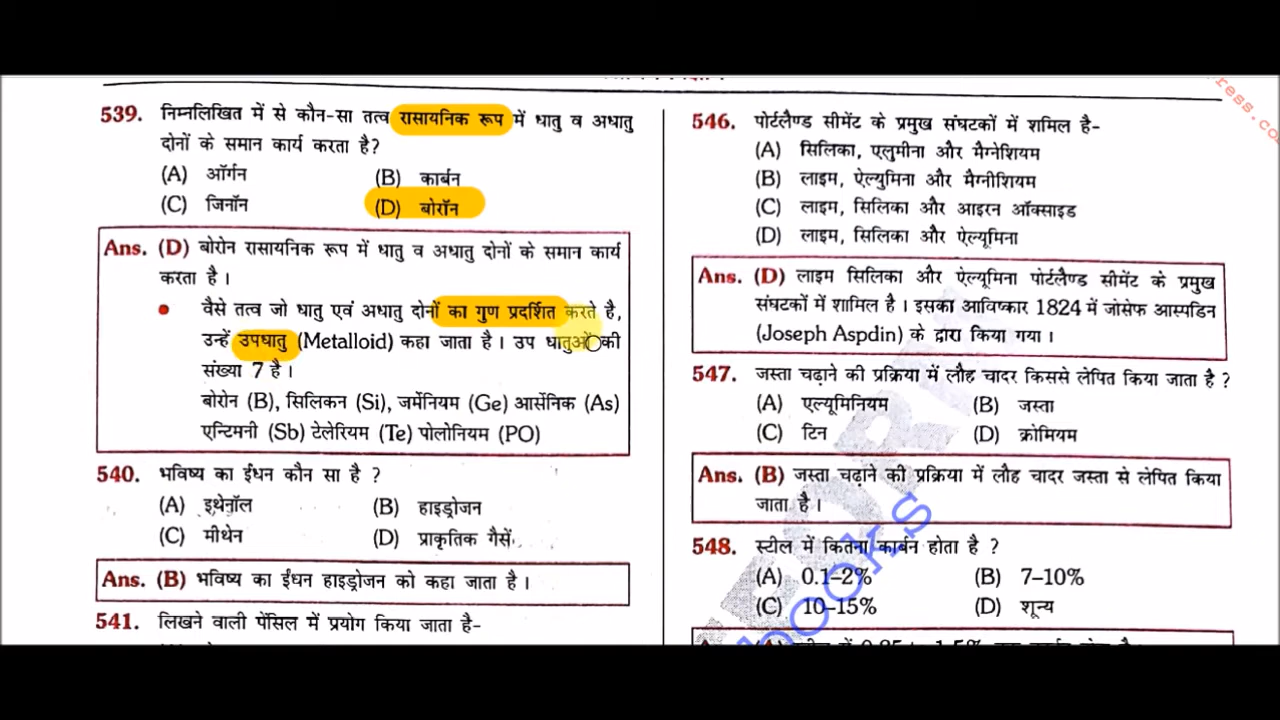 539. निम्नलिखित में से कौन-सा तत्व रासायनिक रूप में धातु व अधातु
दोनों के समान कार्य करता है?
(A) ऑर्गन (B) कार्बन
(C) जिनॉन (D) बोरॉन
Ans. (D) बोरोन रासायनिक रूप में धातु व अधातु दोनों के समान कार्य
करता है।
● वैसे तत्व जो धातु एवं अधातु दोनों का गुण प्रदर्शित करते है,
उन्हें उपधातु (Metalloid) कहा जाता है। उप धातुओं की
संख्या 7 है।
बोरोन (B), सिलिकन (Si), जर्मेनियम (Ge) आर्सेनिक (As)
एन्टिमनी (Sb) टेलेरियम (Te) पोलोनियम (PO)
540. भविष्य का ईंधन कौन सा है ?
(A) इथेनॉल (B) हाइड्रोजन
(C) मीथेन (D) प्राकृतिक गैसें
Ans. (B) भविष्य का ईंधन हाइड्रोजन को कहा जाता है।
541. लिखने वाली पेंसिल में प्रयोग किया जाता है-
546. पोर्टलैण्ड सीमेंट के प्रमुख संघटकों में शमिल है-
(A) सिलिका, एलुमीना और मैग्नेशियम
(B) लाइम, ऐल्युमिना और मैग्नीशियम
(C) लाइम, सिलिका और आइरन ऑक्साइड
(D) लाइम, सिलिका और ऐल्यूमिना
Ans. (D) लाइम सिलिका और ऐल्यूमिना पोर्टलैण्ड सीमेंट के प्रमुख
संघटकों में शामिल है। इसका आविष्कार 1824 में जोसेफ आस्पडिन
(Joseph Aspdin) के द्वारा किया गया।
547. जस्ता चढ़ाने की प्रक्रिया में लौह चादर किससे लेपित किया जाता है ?
(A) एल्यूमिनियम (B) जस्ता
(C) टिन (D) क्रोमियम
Ans. (B) जस्ता चढ़ाने की प्रक्रिया में लौह चादर जस्ता से लेपित किया
जाता है।
548. स्टील में कितना कार्बन होता है ?
(A) 0.1–2% (B) 7–10%
(C) 10–15% (D) शून्य
ress.com
books